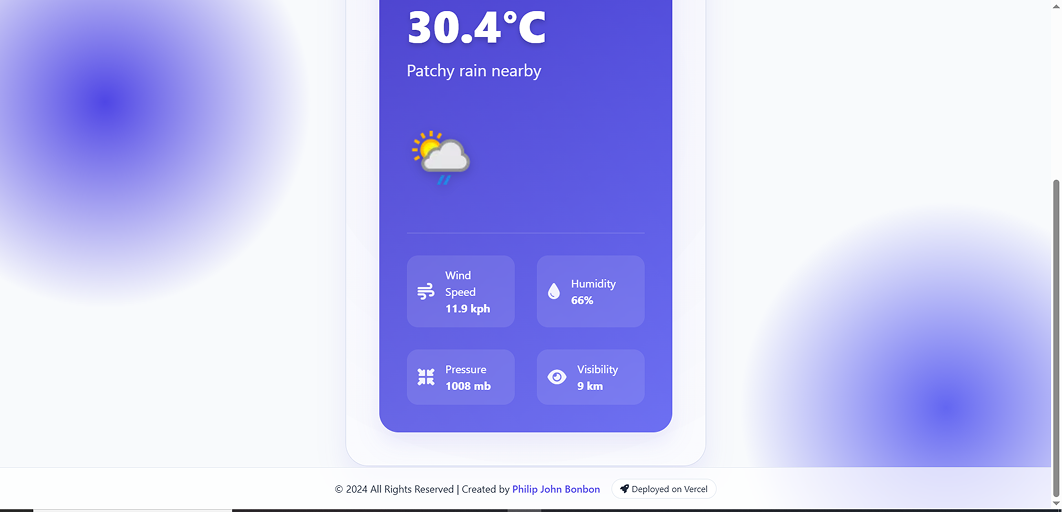 30.4°C
Patchy rain nearby
Wind
Speed
11.9 kph
Humidity
66%
Pressure
1008 mb
Visibility
9 km
© 2024 All Rights Reserved | Created by Philip John Bonbon Deployed on Vercel